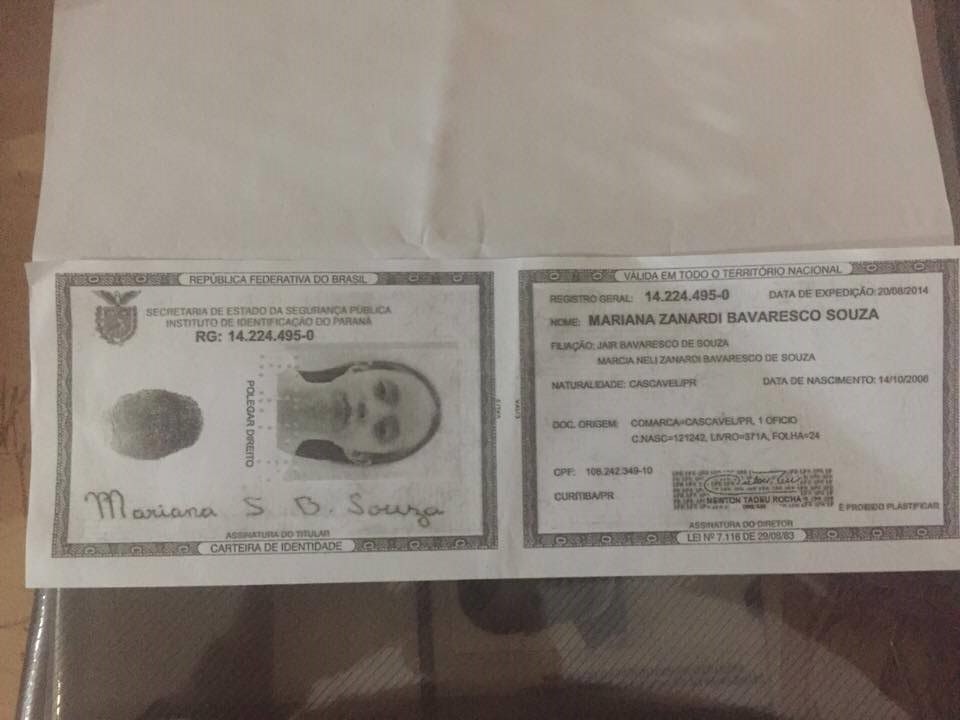 REPÚBLICA FEDERATIVA DO BRASIL
SECRETARIA DE ESTADO DA SEGURANÇA PÚBLICA
INSTITUTO DE IDENTIFICAÇÃO DO PARANÁ
RG: 14.224.495-0
POLEGAR DIREITO
Mariana S B. Souza
ASSINATURA DO TITULAR
CARTEIRA DE IDENTIDADE
VÁLIDA EM TODO O TERRITÓRIO NACIONAL
REGISTRO GERAL: 14.224.495-0 DATA DE EXPEDIÇÃO: 20/08/2014
NOME: MARIANA ZANARDI BAVARESCO SOUZA
FILIAÇÃO: JAIR BAVARESCO DE SOUZA
MARCIA NELI ZANARDI BAVARESCO DE SOUZA
NATURALIDADE: CASCAVEL/PR DATA DE NASCIMENTO: 14/10/2006
DOC. ORIGEM: COMARCA=CASCAVEL/PR, 1 OFICIO
C.NASC=121242, LIVRO=371A, FOLHA=24
CPF: 108.242.349-10
CURITIBA/PR
NEWTON TADEU ROCHA
É PROIBIDO PLASTIFICAR
ASSINATURA DO DIRETOR
LEI Nº 7.116 DE 29/08/83